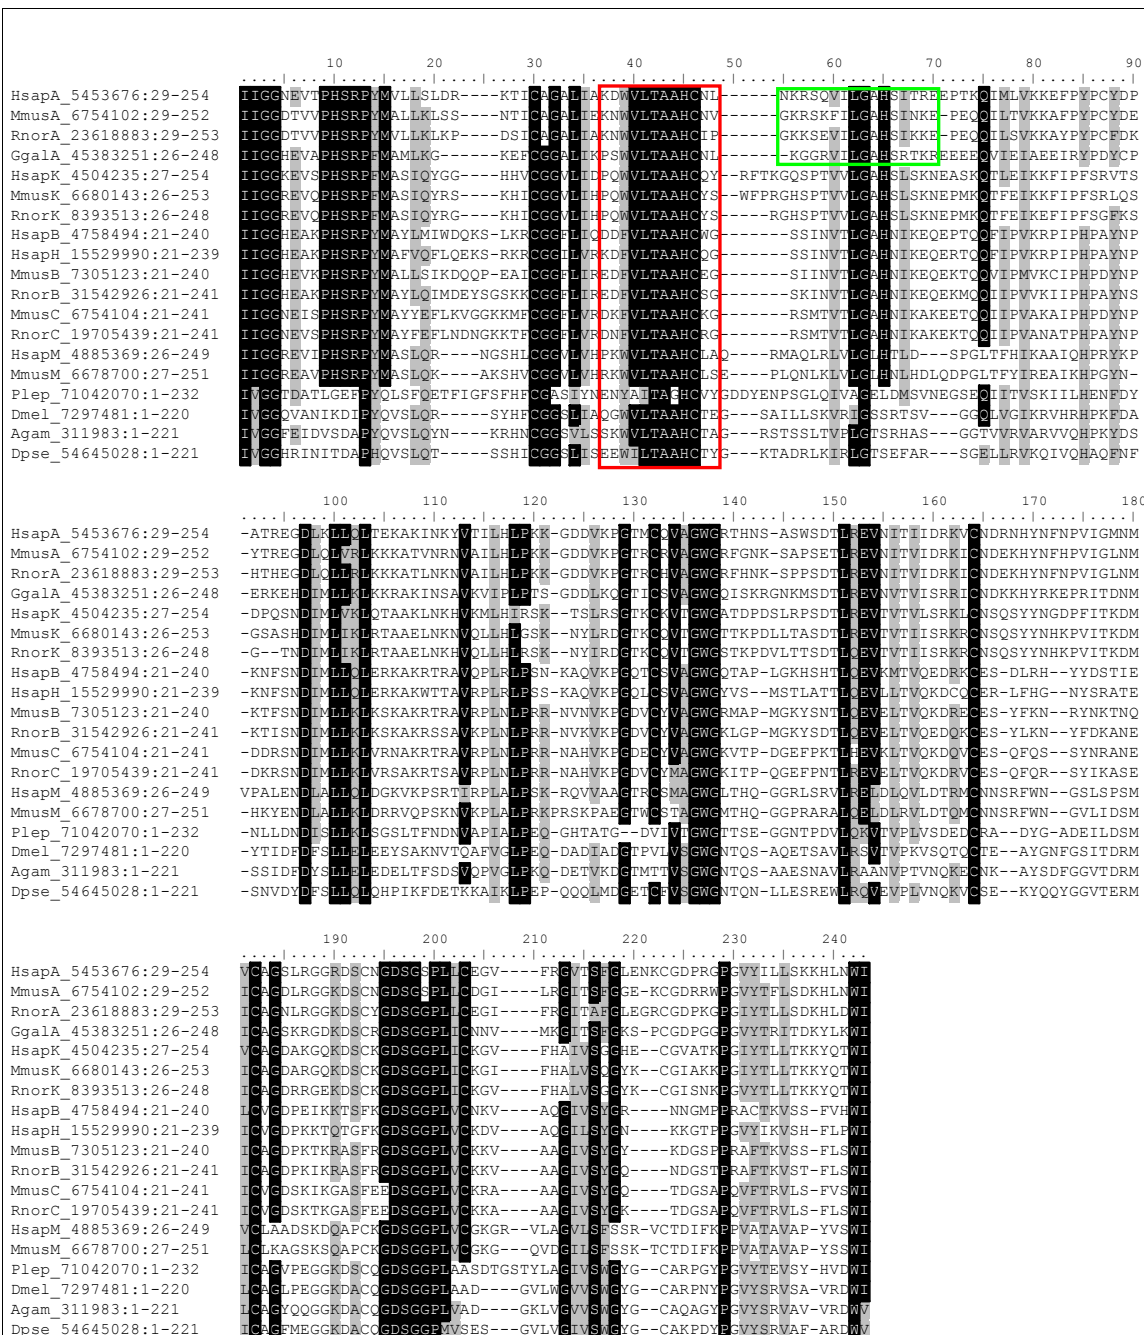 10 20 30 40 50 60 70 80 90
HsapA_5453676:29-254 IIGGNEVTPHSRPYMVLLSLDR----KTICAGALIAKDWVLTAAHCNL------NKRSQVILGAHSITREEPTKQIMLVKKEFPYPCYDP
MmusA_6754102:29-252 IIGGDTVVPHSRPYMALLKLSS----NTICAGALIEKNWVLTAAHCNV------GKRSKFILGAHSINKE-PEQQILTVKKAFPYPCYDE
RnorA_23618883:29-253 IIGGDTVVPHSRPYMALLKLKP----DSICAGALIAKNWVLTAAHCIP------GKKSEVILGAHSIKKE-PEQQILSVKKAYPYPCFDK
GgalA_45383251:26-248 IIGGHEVAPHSRPFMAMLKG------KEFCGGALIKPSWVLTAAHCNL-------KGGRVILGAHSRTKREEEEQVIEIAEEIRYPDYCP
HsapK_4504235:27-254 IIGGKEVSPHSRPFMASIQYGG----HHVCGGVLIDPQWVLTAAHCQY--RFTKGQSPTVVLGAHSLSKNEASKQTLEIKKFIPFSRVTS
MmusK_6680143:26-253 IIGGREVQPHSRPFMASIQYRS----KHICGGVLIHPQWVLTAAHCYS--WFPRGHSPTVVLGAHSLSKNEPMKQTFEIKKFIPFSRLQS
RnorK_8393513:26-248 IIGGREVQPHSRPFMASIQYRG----KHICGGVLIHPQWVLTAAHCYS------RGHSPTVVLGAHSLSKNEPMKQTFEIKEFIPFSGFKS
HsapB_4758494:21-240 IIGGHEAKPHSRPYMAYLMIWDQKS-LKRCGGFLIQDDFVLTAAHCWG-------SSINVTLGAHNIKEQEPTQQFIPVKRPIPHPAYNP
HsapH_15529990:21-239 IIGGHEAKPHSRPYMAFVQFLQEKS-RKRCGGILVRKDFVLTAAHCQG-------SSINVTLGAHNIKEQERTQQFIPVKRPIPHPAYNP
MmusB_7305123:21-240 IIGGHEVKPHSRPYMALLSIKDQQP-EAICGGFLIREDFVLTAAHCEG-------SIINVTLGAHNIKEQEKTQQVIPMVKCIPHPDYNP
RnorB_31542926:21-241 IIGGHEAKPHSRPYMAYLQIMDEYSGSKKCGGFLIREDFVLTAAHCSG-------SKINVTLGAHNIKEQEKMQQIIPVVKIIPHPAYNS
MmusC_6754104:21-241 IIGGNEISPHSRPYMAYYEFLKVGGKKMFCGGFLVRDKFVLTAAHCKG-------RSMTVTLGAHNIKAKEETQQIIPVAKAIPHPDYNP
RnorC_19705439:21-241 IIGGNEVSPHSRPYMAYFEFLNDNGKKTFCGGFLVRDNFVLTAAHCRG-------RSMTVTLGAHNIKAKEKTQQIIPVANATPHPAYNP
HsapM_4885369:26-249 IIGGREVIPHSRPYMASLQR----NGSHLCGGVLVHPKWVLTAAHCLAQ-----RMAQLRLVLGLHTLD---SPGLTFHIKAAIQHPRYKP
MmusM_6678700:27-251 IIGGREAVPHSRPYMASLQK----AKSHVCGGVLVHRKWVLTAAHCLSE-----PLQNLKLVLGLHNLHDLQDPGLTFYIREAIKHPGYN-
Plep_71042070:1-232 IVGGTDATLGEFPYQLSFQETFIGFSFHFCGASIYNENYAITAGHCVYGDDYENPSGLQIVAGELDMSVNEGSEQIITVSKIILHENFDY
Dmel_7297481:1-220 IVGGQVANIKDIPYQVSLQR------SYHFCGGSLIAQGWVLTAAHCTEG-----SAILLSKVRIGSSRTSV---GGQLVGIKRVHRHPKFDA
Agam_311983:1-221 IVGGFEIDVSDAPYQVSLQYN----KRHNCGGSVLSSKWVLTAAHCTAG-----RSTSSLTVPLGTSRHAS---GGTVVRVARVVQHPKYDS
Dpse_54645028:1-221 IVGGHRINITDAPHQVSLQT-----SSHICGGSLISEEWILTAAHCTYG-----KTADRLKIRLGTSEFAR---SGELLRVKQIVQHAQFNF
100 110 120 130 140 150 160 170 180
HsapA_5453676:29-254 -ATREGDLKLLQLTEKAKINKYVTILHLPKK-GDDVKPGTMCQVAGWGRTHNS-ASWSDTLREVNITIIDRKVCNDRNHYNFNPVIGMNM
MmusA_6754102:29-252 -YTREGDLQLVRLKKKATVNRNVAILHLPKK-GDDVKPGTRCRVAGWGRFGNK-SAPSETLREVNITVIDRKICNDEKHYNFHPVIGLNM
RnorA_23618883:29-253 -HTHEGDLQLLRLKKKATLNKNVAILHLPKK-GDDVKPGTRCHVAGWGRFHNK-SPPSDTLREVNITVIDRKICNDEKHYNFNPVIGLNM
GgalA_45383251:26-248 -ERKEHDIMLLKLKRKAKINSAVKVIPLPTS-GDDLKQGTICSVAGWGQISKRGNKMSDTLREVNVTVIDRKICNDKKHYRKEPRITDNM
HsapK_4504235:27-254 -DPQSNDIMLVKLQTAAKLNKHVKMLHIRSK--TSLRSGTKCKVTGWGATDPDSLRPSDTLREVTVTVLSRKLCNSQSYYNGDPFITKDM
MmusK_6680143:26-253 -GSASHDIMLIKLRTAAELNKNVQLLHLGSK--NYLRDGTKCQVTGWGTTKPDLLTASDTLREVTVTIISRKRCNSQSYYNHKPVITKDM
RnorK_8393513:26-248 -G--TNDIMLIKLRTAAELNKHVQLLHLRSK--NYIRDGTKCQVTGWGSTKPDVLTTSDTLREVTVTIISRKRCNSQSYYNHKPVITKDM
HsapB_4758494:21-240 -KNFSNDIMLLQLERKAKRTRAVQPLRLPSN-KAQVKPGQTCSVAGWGQTAP-LGKHSHTLQEVKMTVQEDRKCES-DLRH--YYDSTIE
HsapH_15529990:21-239 -KNFSNDIMLLQLERKAKWTTAVRPLRLPSS-KAQVKPGQLCSVAGWGYVS--MSTLATTLQEVLLTVQKDCQCER-LFHG--NYSRATE
MmusB_7305123:21-240 -KTFSNDIMLLKLKSKAKRTRAVRPLNLPRR-NVNVKPGDVCYVAGWGRMAP-MGKYSNTLQEVELTVQKDRECES-YFKN--RYNKTNQ
RnorB_31542926:21-241 -KTISNDIMLLKLKSKAKRSSAVKPLNLPRR-NVKVKPGDVCYVAGWGKLGP-MGKYSDTLQEVELTVQEDQKCES-YLKN--YFDKANE
MmusC_6754104:21-241 -DDRSNDIMLLKLVRNAKRTRAVRPLNLPRR-NAHVKPGDECYVAGWGKVTP-DGEFPKTLHEVKLTVQKDQVCES-QFQS--SYNRANE
RnorC_19705439:21-241 -DKRSNDIMLLKLVRSAKRTSAVRPLNLPRR-NAHVKPGDVCYMAGWGKITP-QGEFPNTLREVELTVQKDRVCES-QFQR--SYIKASE
HsapM_4885369:26-249 VPALENDLALLQLDGKVKPSRTIRPLALPSK-RQVVAAGTRCSMAGWGLTHQ-GGRLSRVLRELDLQVLDTRMCNNSRFWN--GSLSPSM
MmusM_6678700:27-251 -HKYENDLALLKLDRRVQPSKNVKPLALPRKPRSKPAEGTWCSTAGWGMTHQ-GGPRARALQELDLRVLDTQMCNNSRFWN--GVLIDSM
Plep_71042070:1-232 -NLLDNDISLLKLSGSLTFNDNVAPIALPEQ-GHTATG--DVIVTGWGTTSE-GGNTPDVLQKVTVPLVSDEDCRA--DYG-ADEILDSM
Dmel_7297481:1-220 -YTIDFDFSLLELEEYSAKNVTQAFVGLPEQ-DADIADGTPVLVSGWGNTQS-AQETSAVLRSVTVPKVSQTQCTE--AYGNFGSITDRM
Agam_311983:1-221 -SSIDFDYSLLELEDELTFSDSVQPVGLPKQ-DETVKDGTMTTVSGWGNTQS-AAESNAVLRAANVPTVNQKECNK--AYSDFGGVTDRM
Dpse_54645028:1-221 -SNVDYDFSLLQLQHPIKFDETKKAIKLPEP-QQQLMDGETCFVSGWGNTQN-LLESREWLRQVEVPLVNQKVCSE--KYQQYGGVTERM
190 200 210 220 230 240
HsapA_5453676:29-254 VCAGSLRGGRDSCNGDSGSPLLCEGV----FRGVTSFGLENKCGDPRGPGVYILLSKKHLNWI
MmusA_6754102:29-252 ICAGDLRGGKDSCNGDSGSPLLCDGI----LRGITSFGGE-KCGDRRWPGVYTFLSDKHLNWI
RnorA_23618883:29-253 ICAGNLRGGKDSCYGDSGGPLLCEGI----FRGITAFGLEGRCGDPKGPGIYTLLSDKHLDWI
GgalA_45383251:26-248 ICAGSKRGDKDSCRGDSGGPLICNNV----MKGITSFGKS-PCGDPGGPGVYTRITDKYLKWI
HsapK_4504235:27-254 VCAGDAKGQKDSCKGDSGGPLICKGV----FHAIVSGGHE--CGVATKPGIYTLLTKKYQTWI
MmusK_6680143:26-253 ICAGDARGQKDSCKGDSGGPLICKGI----FHALVSQGYK--CGIAKKPGIYTLLTKKYQTWI
RnorK_8393513:26-248 ICAGDRRGEKDSCKGDSGGPLICKGV----FHALVSGGYK--CGISNKPGVYTLLTKKYQTWI
HsapB_4758494:21-240 LCVGDPEIKKTSFKGDSGGPLVCNKV----AQGIVSYGR----NNGMPPRACTKVSS-FVHWI
HsapH_15529990:21-239 ICVGDPKKTQTGFKGDSGGPLVCKDV----AQGILSYGN----KKGTPPGVYIKVSH-FLPWI
MmusB_7305123:21-240 ICAGDPKTKRASFRGDSGGPLVCKKV----AAGIVSYGY----KDGSPPRAFTKVSS-FLSWI
RnorB_31542926:21-241 ICAGDPKIKRASFRGDSGGPLVCKKV----AAGIVSYGQ----NDGSTPRAFTKVST-FLSWI
MmusC_6754104:21-241 ICVGDSKIKGASFEEDSGGPLVCKRA----AAGIVSYGQ----TDGSAPQVFTRVLS-FVSWI
RnorC_19705439:21-241 ICVGDSKTKGASFEEDSGGPLVCKKA----AAGIVSYGK----TDGSAPQVFTRVLS-FLSWI
HsapM_4885369:26-249 VCLAADSKDQAPCKGDSGGPLVCGKGR--VLAGVLSFSSR-VCTDIFKPPVATAVAP-YVSWI
MmusM_6678700:27-251 LCLKAGSKSQAPCKGDSGGPLVCGKG---QVDGILSFSSK-TCTDIFKPPVATAVAP-YSSWI
Plep_71042070:1-232 ICAGVPEGGKDSCQGDSGGPLAASDTGSTYLAGIVSWGYG--CARPGYPGVYTEVSY-HVDWI
Dmel_7297481:1-220 LCAGLPEGGKDACQGDSGGPLAAD----GVLWGVVSWGYG--CARPNYPGVYSRVSA-VRDWI
Agam_311983:1-221 LCAGYQQGGKDACQGDSGGPLVAD----GKLVGVVSWGYG--CAQAGYPGVYSRVAV-VRDWV
Dpse_54645028:1-221 ICAGFMEGGKDACQGDSGGPMVSES---GVLVGIVSWGYG--CAKPDYPGVYSRVAF-ARDWV